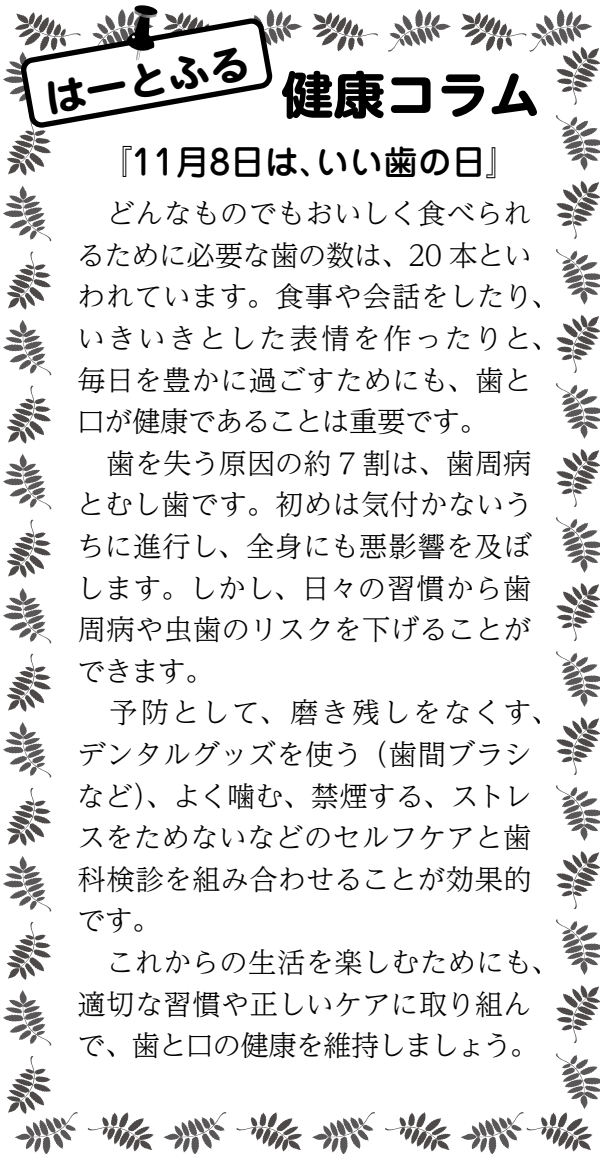 はーとふる
健康コラム
『11月8日は、いい歯の日』
どんなものでもおいしく食べられ
るために必要な歯の数は、20 本とい
われています。食事や会話をしたり、
いきいきとした表情を作ったりと、
毎日を豊かに過ごすためにも、歯と
口が健康であることは重要です。
歯を失う原因の約 7 割は、歯周病
とむし歯です。初めは気付かないう
ちに進行し、全身にも悪影響を及ぼ
します。しかし、日々の習慣から歯
周病や虫歯のリスクを下げることが
できます。
予防として、磨き残しをなくす、
デンタルグッズを使う（歯間ブラシ
など）、よく噛む、禁煙する、ストレ
スをためないなどのセルフケアと歯
科検診を組み合わせることが効果的
です。
これからの生活を楽しむためにも、
適切な習慣や正しいケアに取り組ん
で、歯と口の健康を維持しましょう。